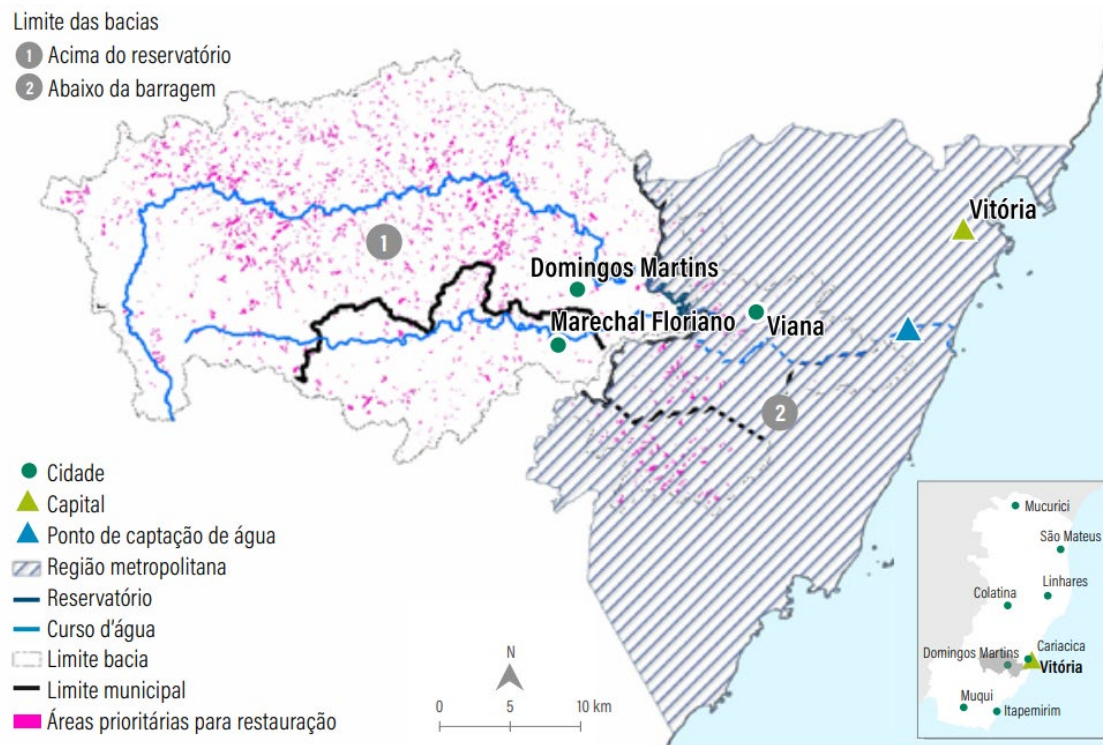 Limite das bacias
1 Acima do reservatório
2 Abaixo da barragem
1
Vitória
Domingos Martins
Marechal Floriano
Viana
2
Cidade
Capital
Ponto de captação de água
Região metropolitana
Reservatório
Curso d'água
Limite bacia
Limite municipal
Áreas prioritárias para restauração
N
0 5 10 km
Mucurici
São Mateus
Linhares
Colatina
Cariacica
Domingos Martins
Vitória
Muqui
Itapemirim